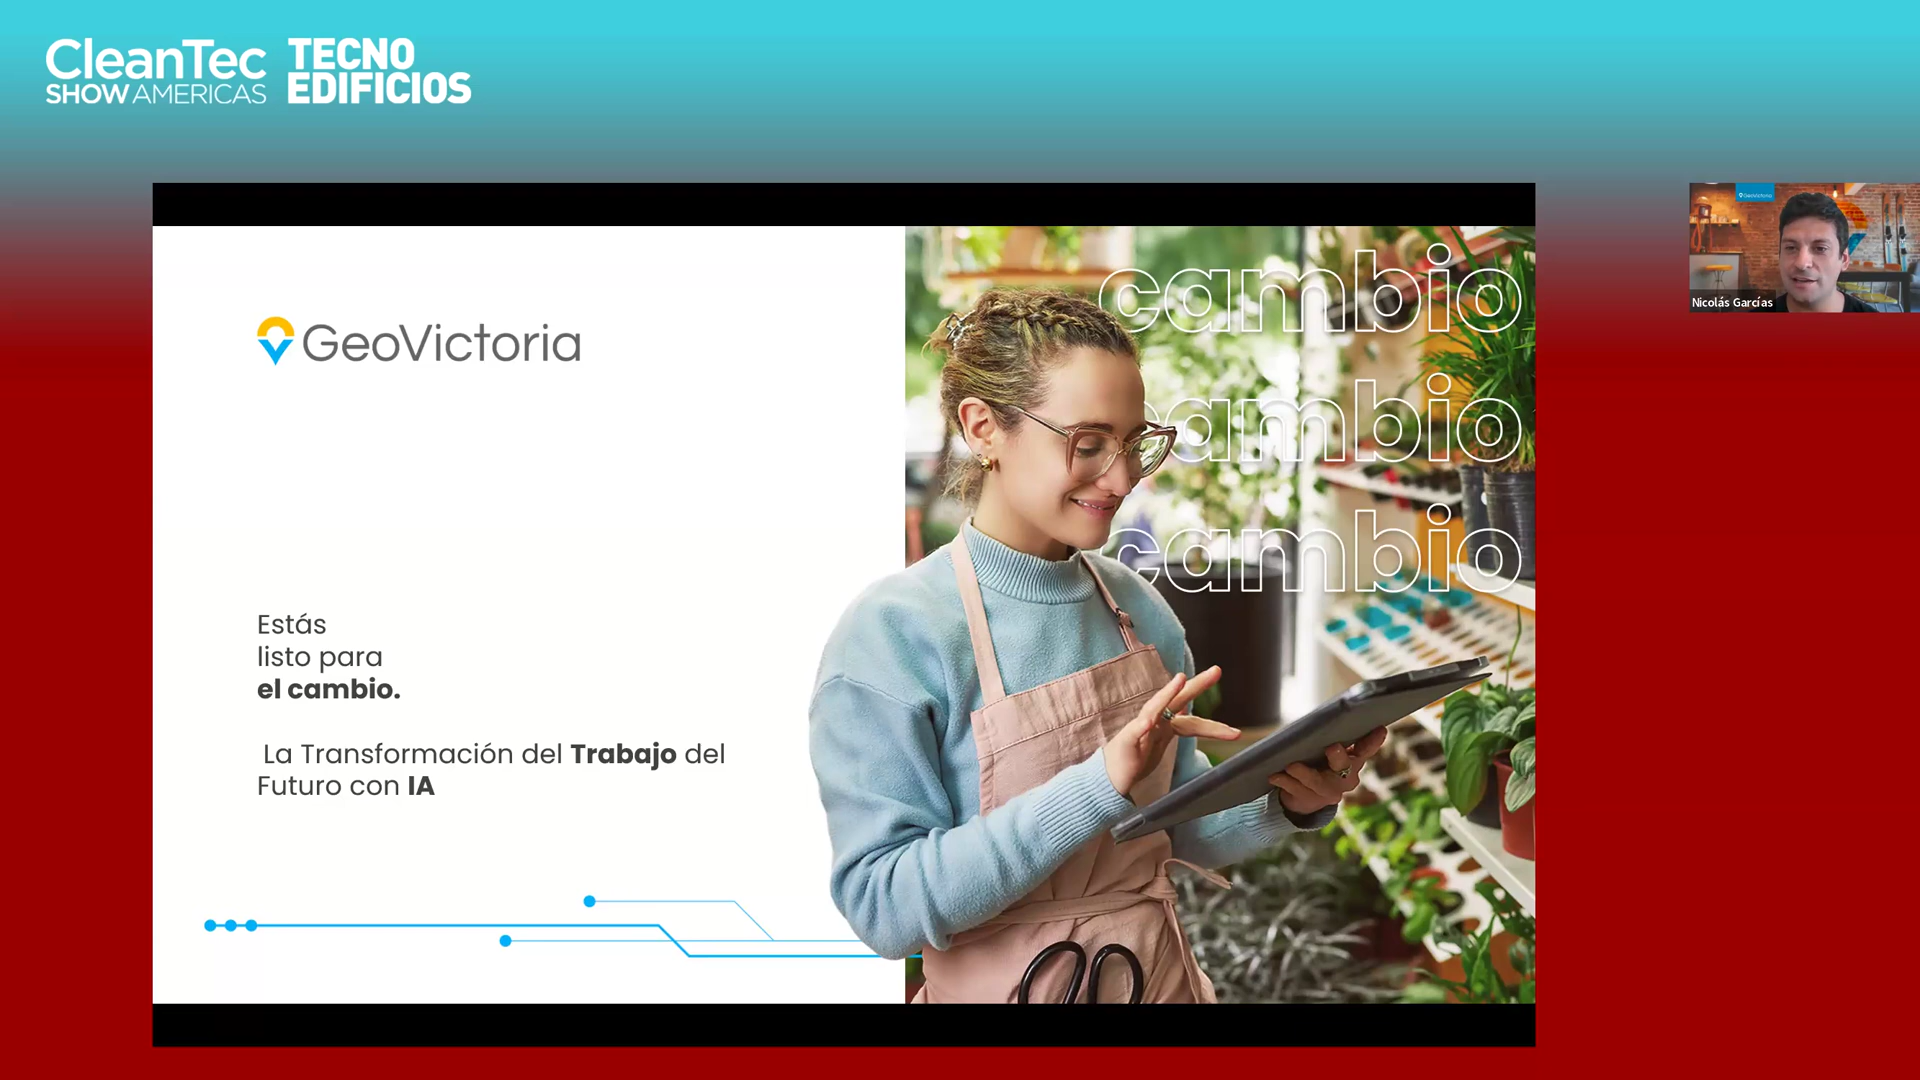 CleanTec
SHOW AMERICAS
TECNO
EDIFICIOS
GeoVictoria
Estás
listo para
el cambio.
La Transformación del Trabajo del
Futuro con IA
cambio
cambio
cambio
GeoVictoria
Nicolás Garcías